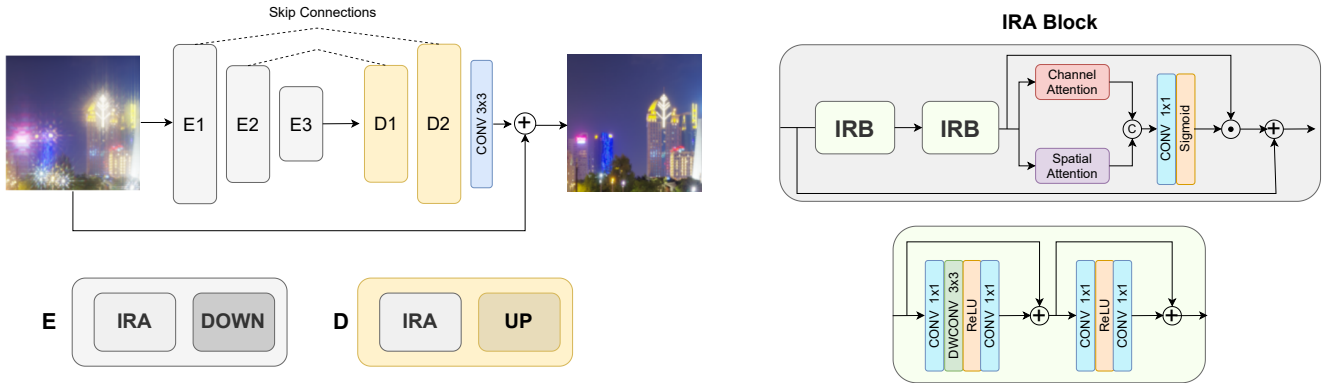 Skip Connections
E1
E2
E3
D1
D2
CONV 3x3
E
IRA
DOWN
D
IRA
UP
IRA Block
IRB
IRB
Channel
Attention
Spatial
Attention
C
CONV 1x1
Sigmoid
CONV 1x1
DWCONV 3x3
ReLU
CONV 1x1
CONV 1x1
ReLU
CONV 1x1